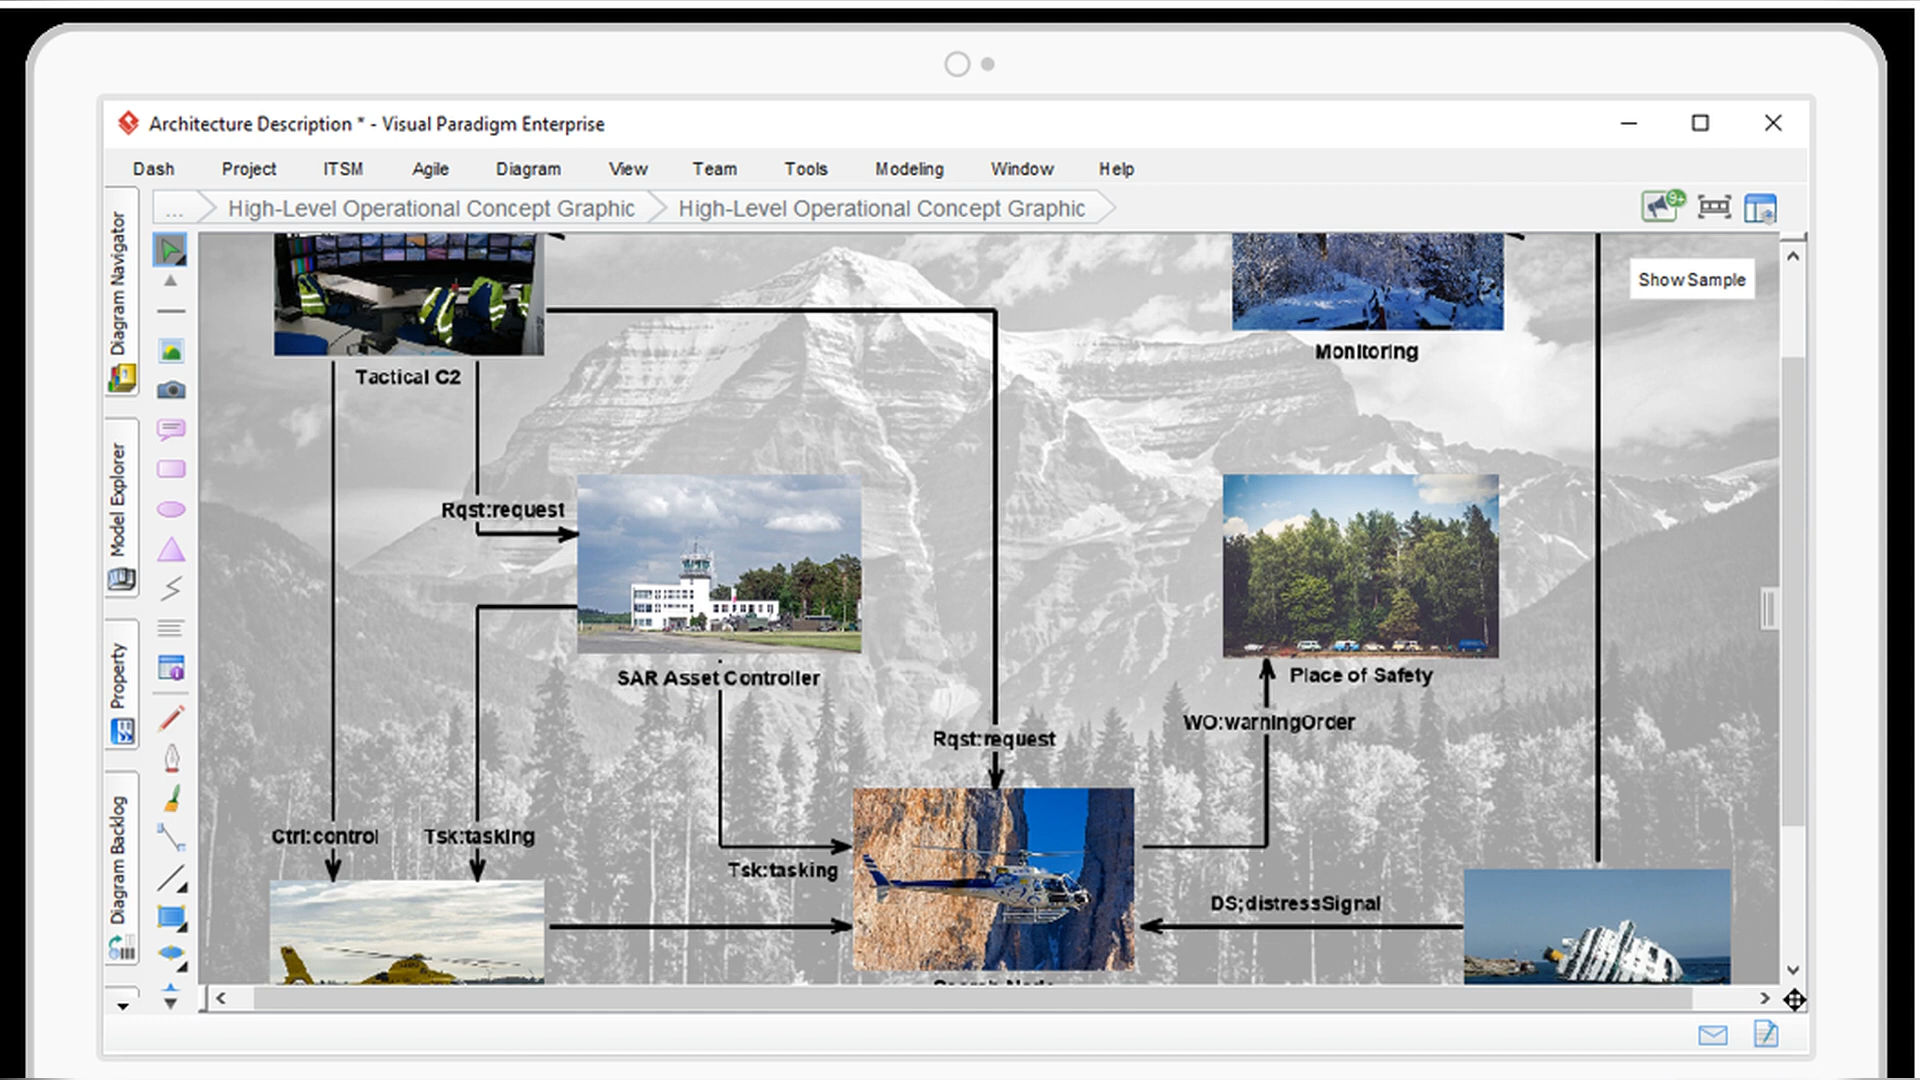 Architecture Description * - Visual Paradigm Enterprise
Dash Project ITSM Agile Diagram View Team Tools Modeling Window Help
... High-Level Operational Concept Graphic High-Level Operational Concept Graphic 9+
Diagram Navigator
Model Explorer
Property
Diagram Backlog
Show Sample
Monitoring
Tactical C2
Rqst:request
SAR Asset Controller
Place of Safety
WO:warningOrder
Rqst:request
Ctrl:control
Tsk:tasking
Tsk:tasking
DS;distressSignal